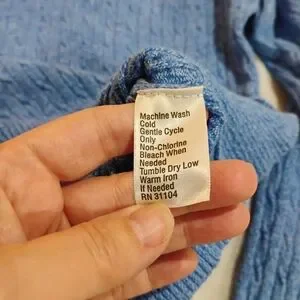 Machine Wash
Cold
Gentle Cycle
Only
Non-Chlorine
Bleach When
Needed
Tumble Dry Low
Warm Iron
If Needed
RN 31104